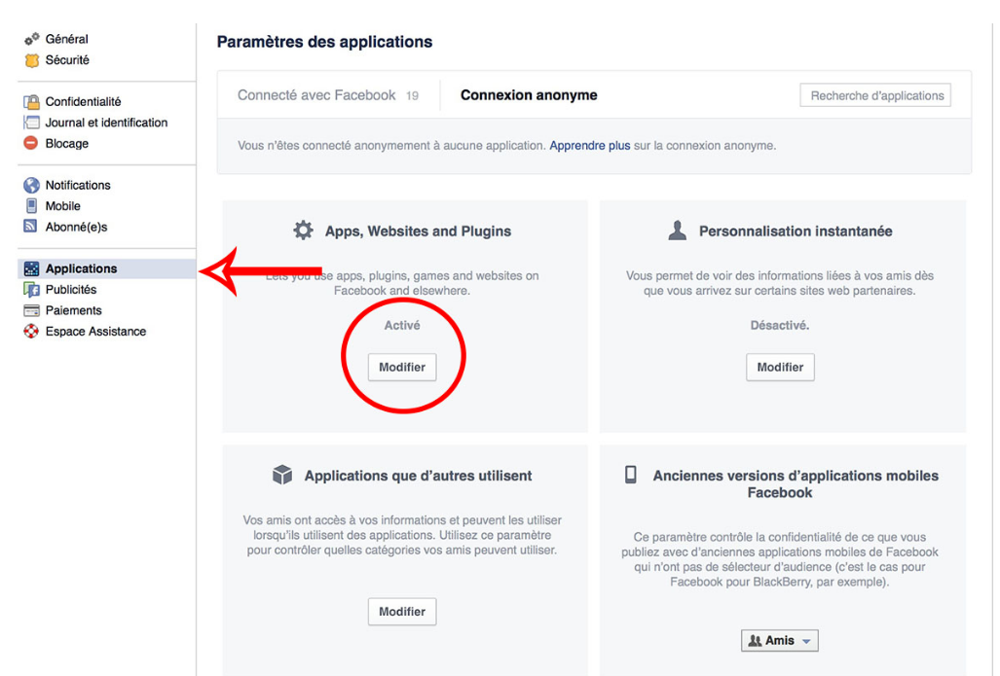 Général
Sécurité
Confidentialité
Journal et identification
Blocage
Notifications
Mobile
Abonné(e)s
Applications
Publicités
Paiements
Espace Assistance
Paramètres des applications
Connecté avec Facebook 19
Connexion anonyme
Recherche d'applications
Vous n'êtes connecté anonymement à aucune application. Apprendre plus sur la connexion anonyme.
Apps, Websites and Plugins
Lets you use apps, plugins, games and websites on
Facebook and elsewhere.
Activé
Modifier
Personnalisation instantanée
Vous permet de voir des informations liées à vos amis dès
que vous arrivez sur certains sites web partenaires.
Désactivé.
Modifier
Applications que d'autres utilisent
Vos amis ont accès à vos informations et peuvent les utiliser
lorsqu'ils utilisent des applications. Utilisez ce paramètre
pour contrôler quelles catégories vos amis peuvent utiliser.
Modifier
Anciennes versions d'applications mobiles
Facebook
Ce paramètre contrôle la confidentialité de ce que vous
publiez avec d'anciennes applications mobiles de Facebook
qui n'ont pas de sélecteur d'audience (c'est le cas pour
Facebook pour BlackBerry, par exemple).
Amis